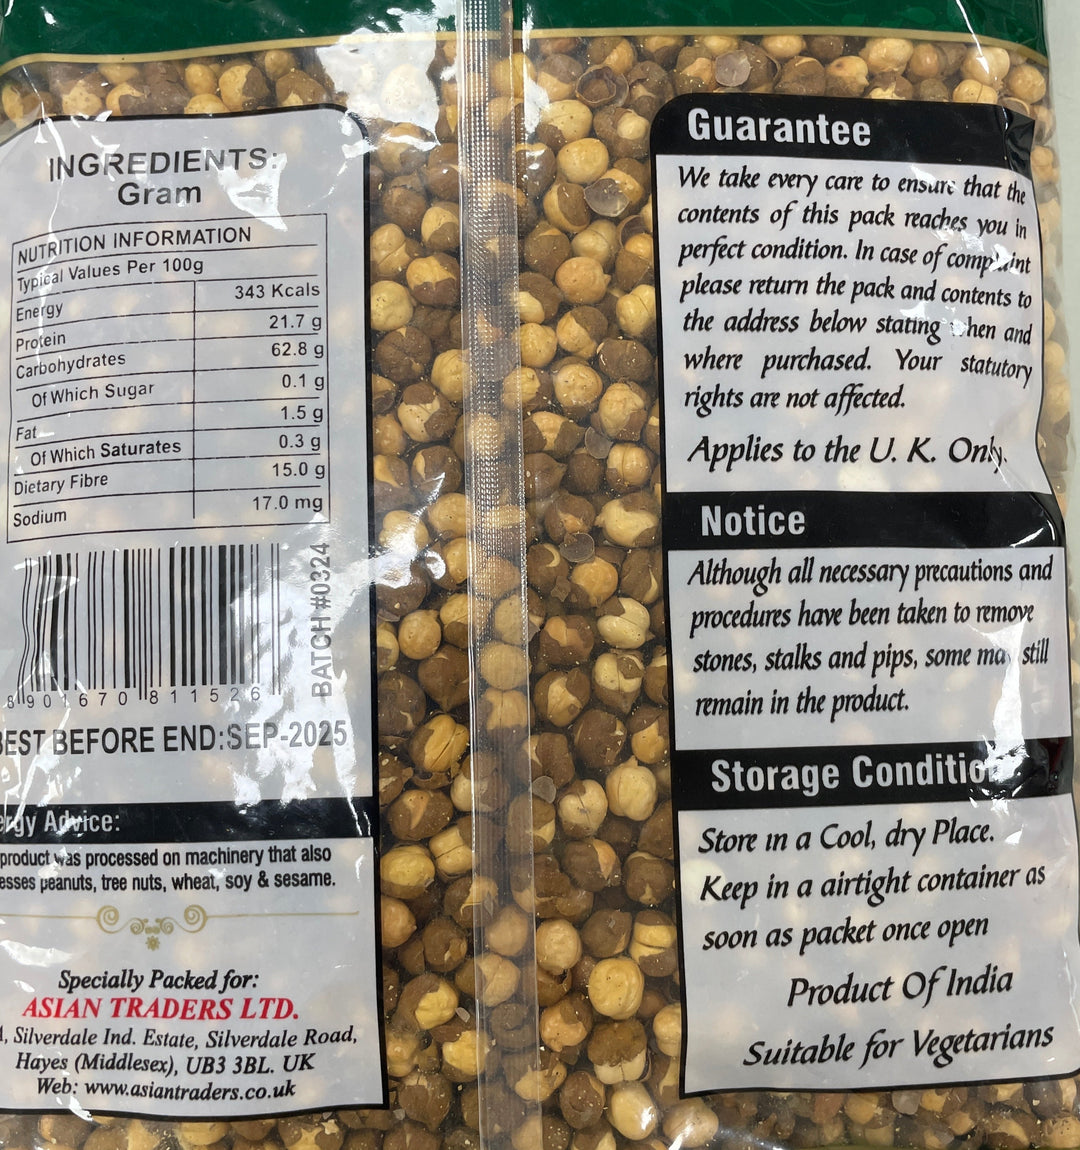 INGREDIENTS:
Gram
NUTRITION INFORMATION
Typical Values Per 100g
Energy 343 Kcals
Protein 21.7 g
Carbohydrates 62.8 g
Of Which Sugar 0.1 g
Fat 1.5 g
Of Which Saturates 0.3 g
Dietary Fibre 15.0 g
Sodium 17.0 mg
BATCH #0324
8 901670 811526
BEST BEFORE END:SEP-2025
ergy Advice:
product was processed on machinery that also
esses peanuts, tree nuts, wheat, soy & sesame.
Specially Packed for:
ASIAN TRADERS LTD.
, Silverdale Ind. Estate, Silverdale Road,
Hayes (Middlesex), UB3 3BL. UK
Web: www.asiantraders.co.uk
Guarantee
We take every care to ensure that the
contents of this pack reaches you in
perfect condition. In case of complaint
please return the pack and contents to
the address below stating when and
where purchased. Your statutory
rights are not affected.
Applies to the U. K. Only.
Notice
Although all necessary precautions and
procedures have been taken to remove
stones, stalks and pips, some may still
remain in the product.
Storage Condition
Store in a Cool, dry Place.
Keep in a airtight container as
soon as packet once open
Product Of India
Suitable for Vegetarians